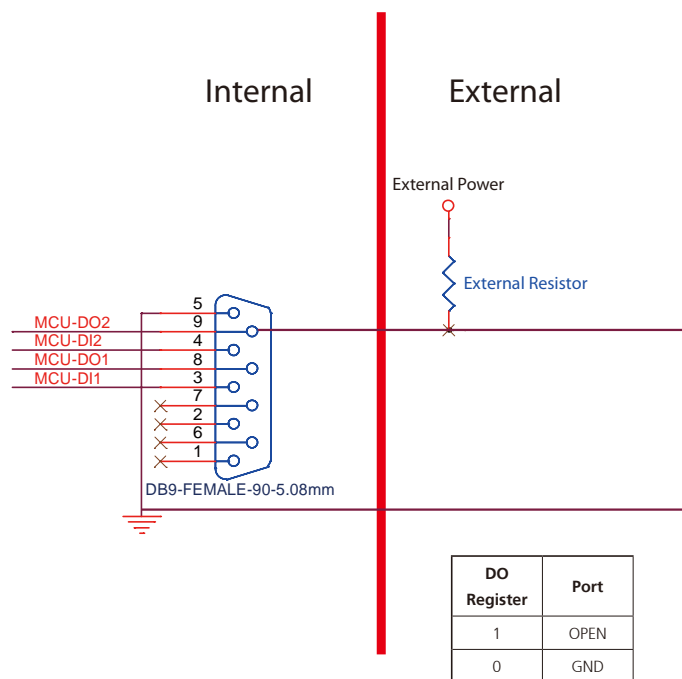 Internal
External
External Power
External Resistor
5
MCU-DO2 9
MCU-DI2 4
MCU-DO1 8
MCU-DI1 3
7
2
6
1
DB9-FEMALE-90-5.08mm
DO Register Port
1 OPEN
0 GND